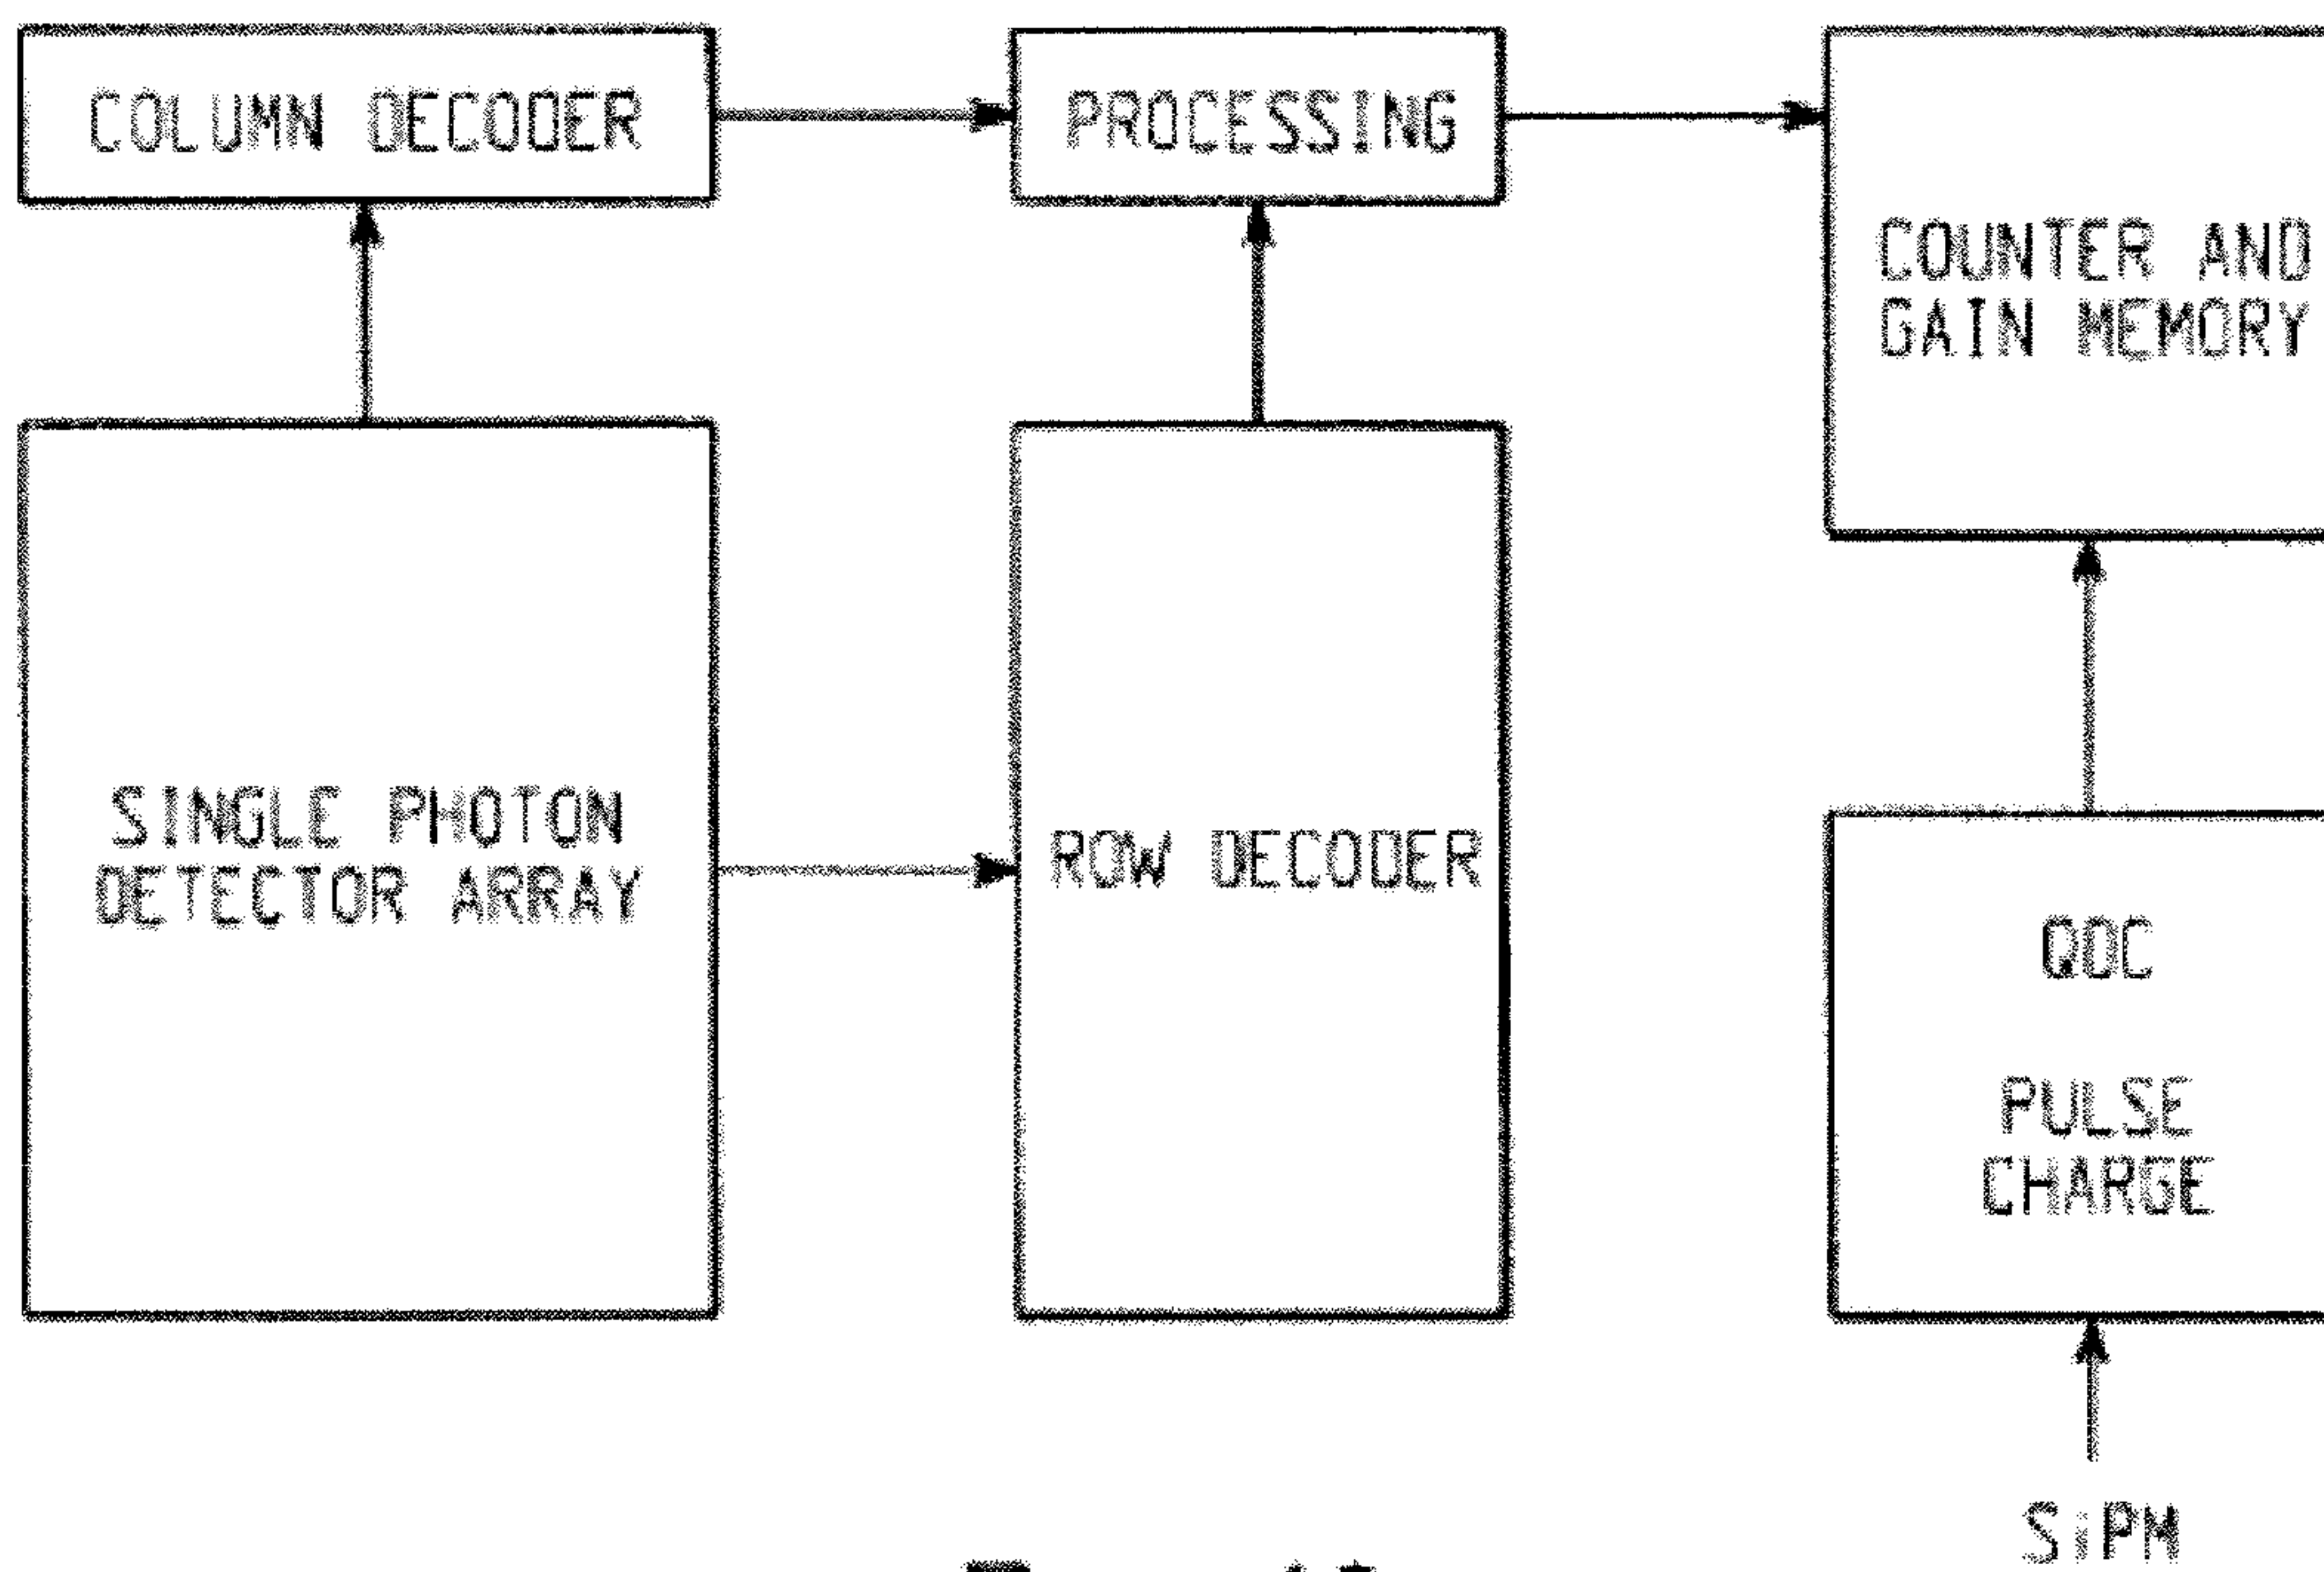 COLUMN DECODER
PROCESSING
COUNTER AND
GAIN MEMORY
SINGLE PHOTON
DETECTOR ARRAY
ROW DECODER
QDC
PULSE
CHARGE
SiPM